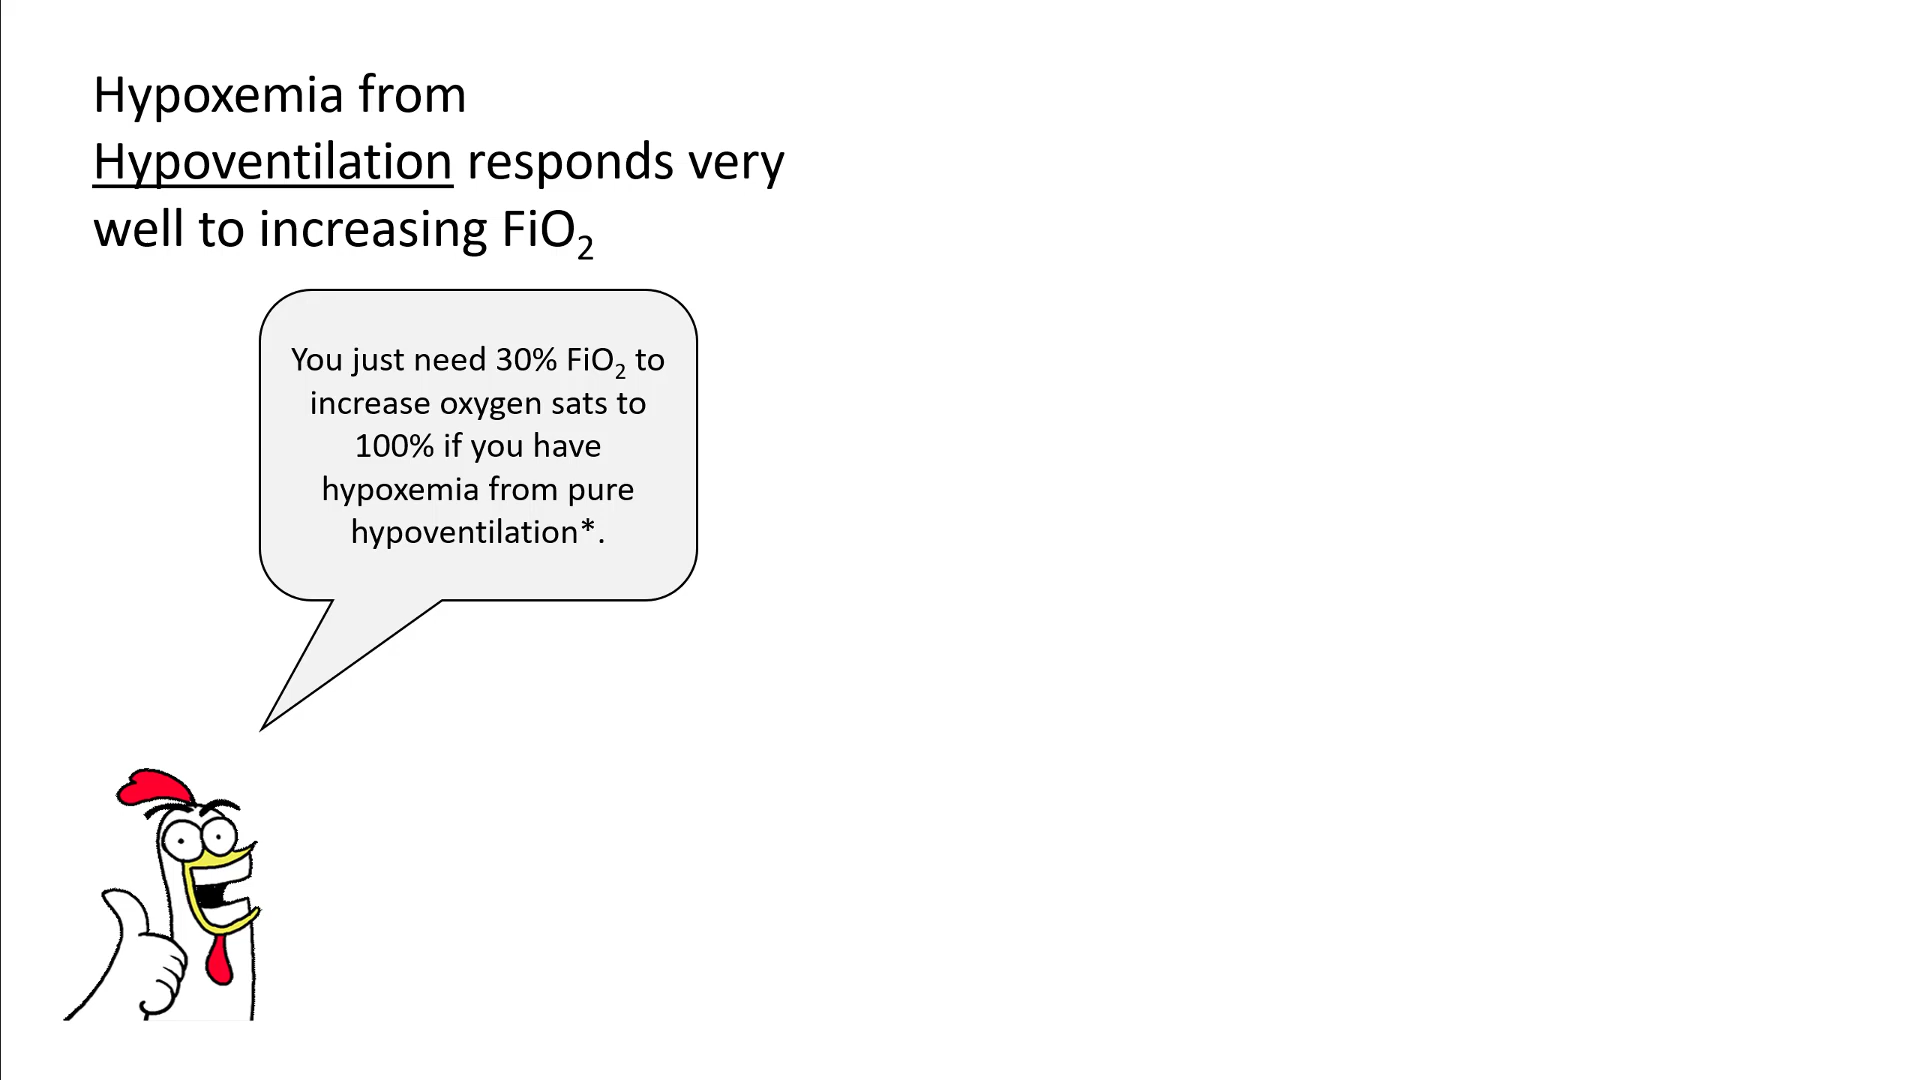 Hypoxemia from
Hypoventilation responds very
well to increasing FiO₂
You just need 30% FiO₂ to
increase oxygen sats to
100% if you have
hypoxemia from pure
hypoventilation*.